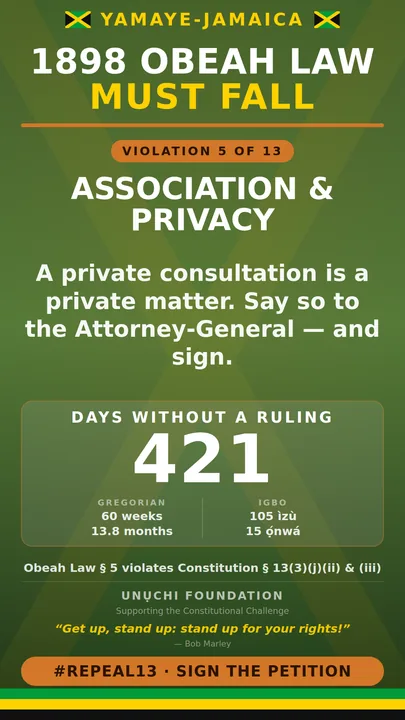 YAMAYE-JAMAICA
1898 OBEAH LAW
MUST FALL
VIOLATION 5 OF 13
ASSOCIATION &
PRIVACY
A private consultation is a
private matter. Say so to
the Attorney-General — and
sign.
DAYS WITHOUT A RULING
421
GREGORIAN
60 weeks
13.8 months
IGBO
105 ìzù
15 ọ́nwá
Obeah Law § 5 violates Constitution § 13(3)(j)(ii) & (iii)
UNỤCHI FOUNDATION
Supporting the Constitutional Challenge
“Get up, stand up: stand up for your rights!”
— Bob Marley
#REPEAL13 · SIGN THE PETITION